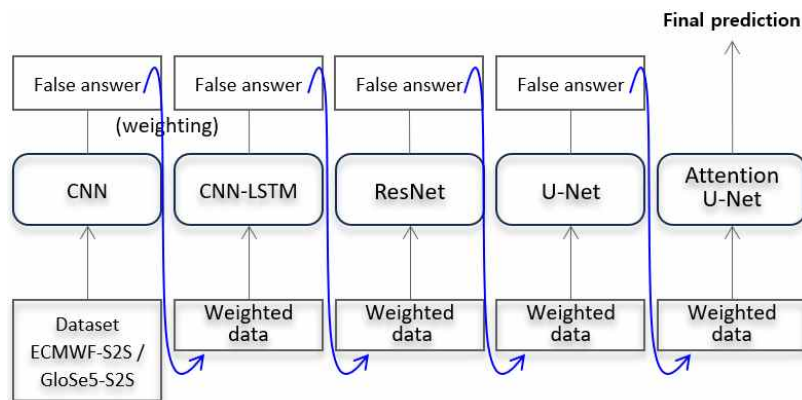 Final prediction
False answer
False answer
False answer
False answer
(weighting)
CNN
CNN-LSTM
ResNet
U-Net
Attention
U-Net
Dataset
ECMWF-S2S /
GloSe5-S2S
Weighted
data
Weighted
data
Weighted
data
Weighted
data